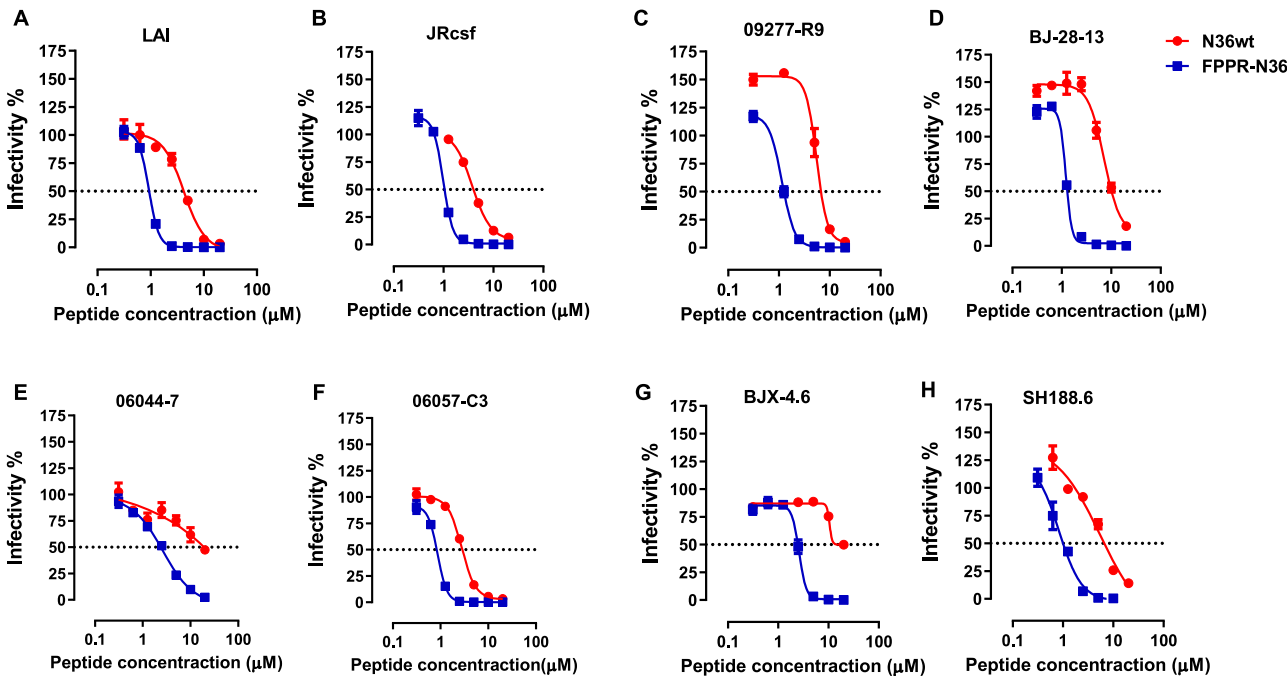 A
LAI
Infectivity %
175
150
125
100
75
50
25
0
0.1 1 10 100
Peptide concentraction (μM)
B
JRcsf
Infectivity %
175
150
125
100
75
50
25
0
0.1 1 10 100
Peptide concentraction (μM)
C
09277-R9
Infectivity %
175
150
125
100
75
50
25
0
0.1 1 10 100
Peptide concentraction (μM)
D
BJ-28-13
Infectivity %
175
150
125
100
75
50
25
0
0.1 1 10 100
Peptide concentraction (μM)
N36wt
FPPR-N36
E
06044-7
Infectivity %
175
150
125
100
75
50
25
0
0.1 1 10 100
Peptide concentraction (μM)
F
06057-C3
Infectivity %
175
150
125
100
75
50
25
0
0.1 1 10 100
Peptide concentraction(μM)
G
BJX-4.6
Infectivity %
175
150
125
100
75
50
25
0
0.1 1 10 100
Peptide concentraction (μM)
H
SH188.6
Infectivity %
175
150
125
100
75
50
25
0
0.1 1 10 100
Peptide concentraction (μM)